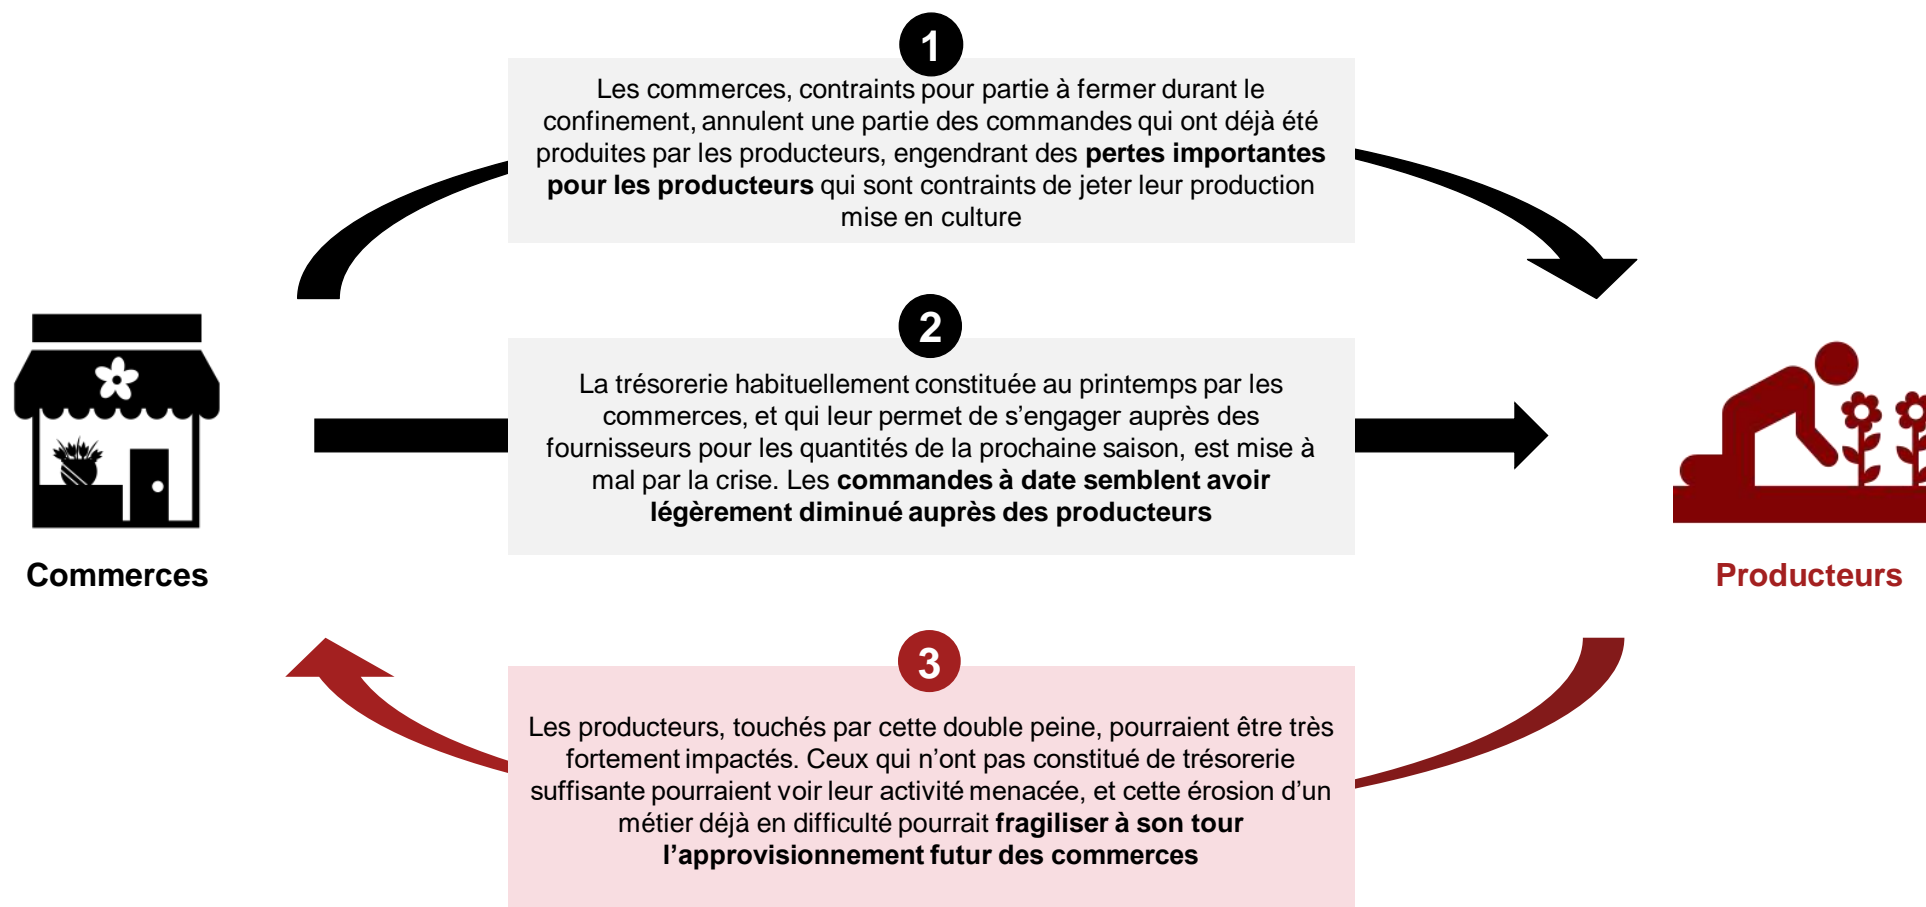 1
Les commerces, contraints pour partie à fermer durant le
confinement, annulent une partie des commandes qui ont déjà été
produites par les producteurs, engendrant des pertes importantes
pour les producteurs qui sont contraints de jeter leur production
mise en culture
2
La trésorerie habituellement constituée au printemps par les
commerces, et qui leur permet de s’engager auprès des
fournisseurs pour les quantités de la prochaine saison, est mise à
mal par la crise. Les commandes à date semblent avoir
légèrement diminué auprès des producteurs
Commerces
Producteurs
3
Les producteurs, touchés par cette double peine, pourraient être très
fortement impactés. Ceux qui n’ont pas constitué de trésorerie
suffisante pourraient voir leur activité menacée, et cette érosion d’un
métier déjà en difficulté pourrait fragiliser à son tour
l’approvisionnement futur des commerces